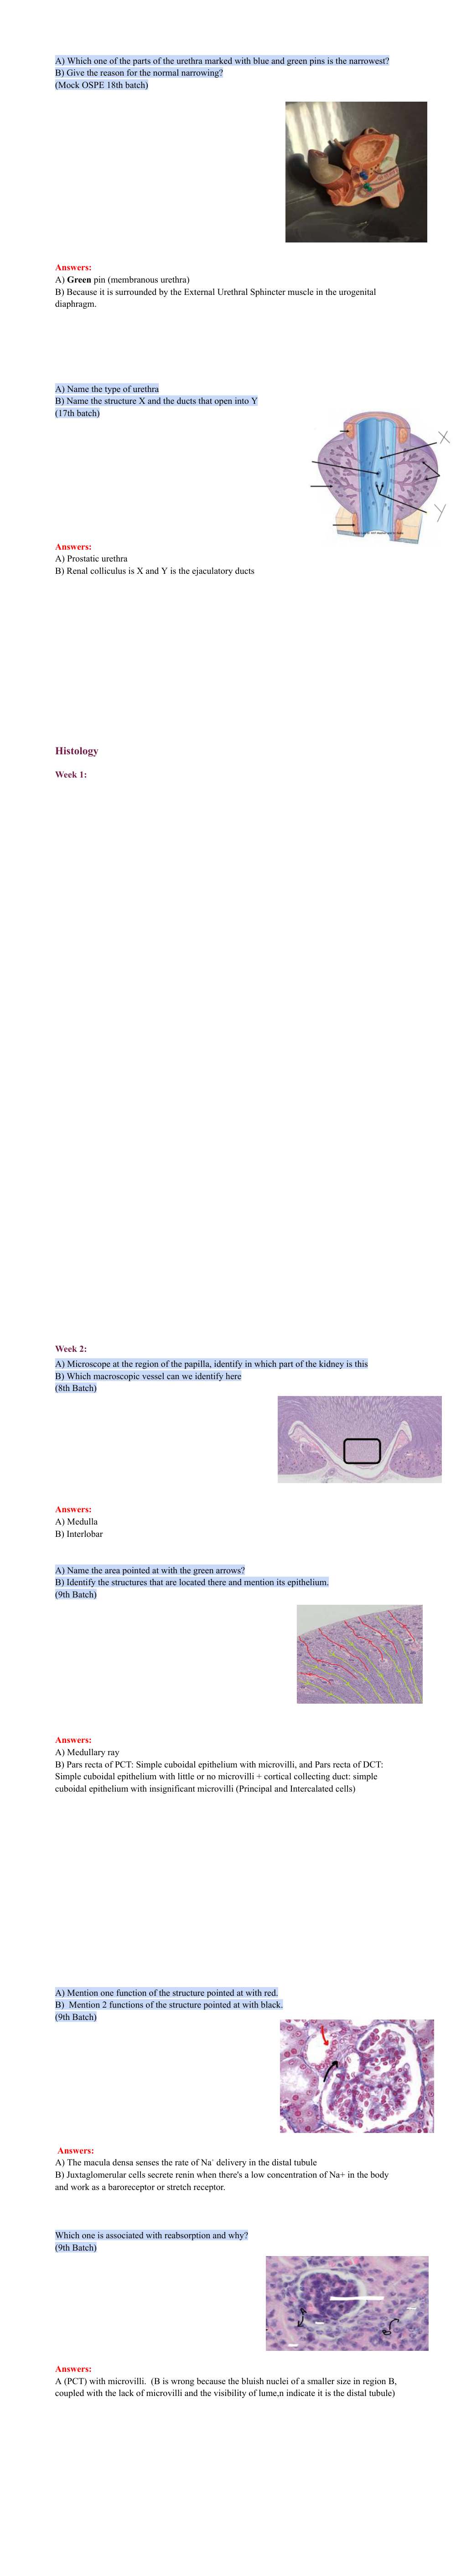 A) Which one of the parts of the urethra marked with blue and green pins is the narrowest?
B) Give the reason for the normal narrowing?
(Mock OSPE 18th batch)
Answers:
A) Green pin (membranous urethra)
B) Because it is surrounded by the External Urethral Sphincter muscle in the urogenital
diaphragm.
A) Name the type of urethra
B) Name the structure X and the ducts that open into Y
(17th batch)
X
Y
Answers:
A) Prostatic urethra
B) Renal colliculus is X and Y is the ejaculatory ducts
Histology
Week 1:
Week 2:
A) Microscope at the region of the papilla, identify in which part of the kidney is this
B) Which macroscopic vessel can we identify here
(8th Batch)
Answers:
A) Medulla
B) Interlobar
A) Name the area pointed at with the green arrows?
B) Identify the structures that are located there and mention its epithelium.
(9th Batch)
Answers:
A) Medullary ray
B) Pars recta of PCT: Simple cuboidal epithelium with microvilli, and Pars recta of DCT:
Simple cuboidal epithelium with little or no microvilli + cortical collecting duct: simple
cuboidal epithelium with insignificant microvilli (Principal and Intercalated cells)
A) Mention one function of the structure pointed at with red.
B)  Mention 2 functions of the structure pointed at with black.
(9th Batch)
Answers:
A) The macula densa senses the rate of Na⁻ delivery in the distal tubule
B) Juxtaglomerular cells secrete renin when there's a low concentration of Na+ in the body
and work as a baroreceptor or stretch receptor.
Which one is associated with reabsorption and why?
(9th Batch)
Answers:
A (PCT) with microvilli.  (B is wrong because the bluish nuclei of a smaller size in region B,
coupled with the lack of microvilli and the visibility of lume,n indicate it is the distal tubule)